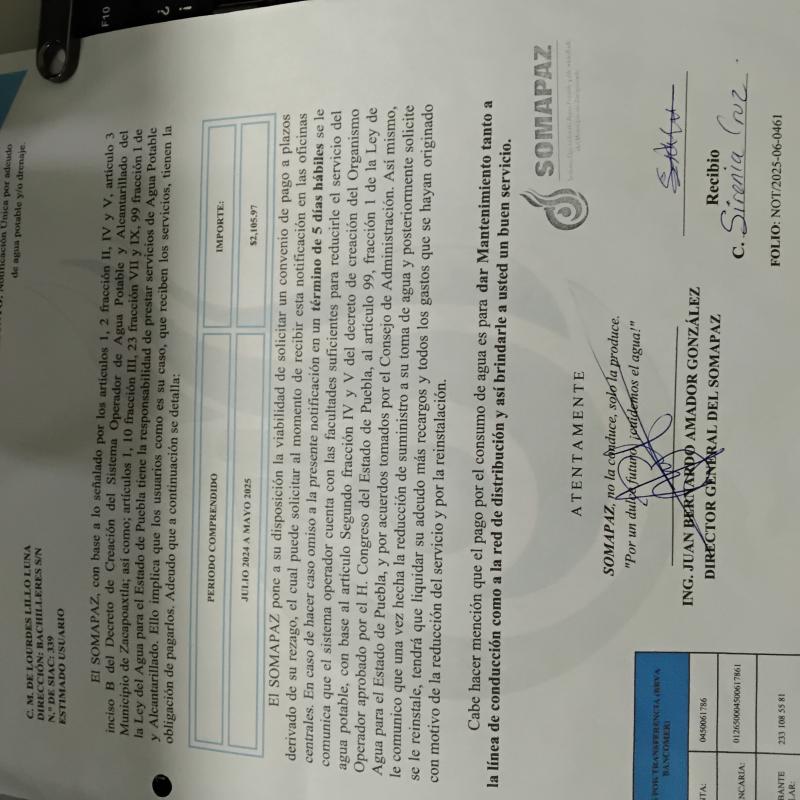 F10
Notificación Única por adeudo
de agua potable y/o drenaje.
C. M. DE LOURDES LILLO LUNA
DIRECCION: BACHILLERES S/N
N.º DE SIAC: 339
ESTIMADO USUARIO
El SOMAPAZ, con base a lo señalado por los artículos 1, 2 fracción II, IV y V, artículo 3
inciso B del Decreto de Creación del Sistema Operador de Agua Potable y Alcantarillado del
Municipio de Zacapoaxtla; así como; artículos 1, 10 fracción III, 23 fracción VII y IX, 99 fracción 1 de
la Ley del Agua para el Estado de Puebla tiene la responsabilidad de prestar servicios de Agua Potable
y Alcantarillado. Ello implica que los usuarios como es su caso, que reciben los servicios, tienen la
obligación de pagarlos. Adeudo que a continuación se detalla:
PERIODO COMPRENDIDO IMPORTE:
JULIO 2024 A MAYO 2025 $2,105.97
El SOMAPAZ pone a su disposición la viabilidad de solicitar un convenio de pago a plazos
derivado de su rezago, el cual puede solicitar al momento de recibir esta notificación en las oficinas
centrales. En caso de hacer caso omiso a la presente notificación en un término de 5 días hábiles se le
comunica que el sistema operador cuenta con las facultades suficientes para reducirle el servicio del
agua potable, con base al artículo Segundo fracción IV y V del decreto de creación del Organismo
Operador aprobado por el H. Congreso del Estado de Puebla, al artículo 99, fracción 1 de la Ley de
Agua para el Estado de Puebla, y por acuerdos tomados por el Consejo de Administración. Así mismo,
le comunico que una vez hecha la reducción de suministro a su toma de agua y posteriormente solicite
se le reinstale, tendrá que liquidar su adeudo más recargos y todos los gastos que se hayan originado
con motivo de la reducción del servicio y por la reinstalación.
Cabe hacer mención que el pago por el consumo de agua es para dar Mantenimiento tanto a
la línea de conducción como a la red de distribución y así brindarle a usted un buen servicio.
SOMAPAZ
ATENTAMENTE
SOMAPAZ, no la conduce, solo la produce.
"Por un dulce futuro, ¡cuidemos el agua!"
ING. JUAN BERNARDO AMADOR GONZÁLEZ
DIRECTOR GENERAL DEL SOMAPAZ
Recibio
C. Sirenia Cruz.
FOLIO: NOT/2025-06-0461
POR TRANSFERENCIA (BBVA
BANCOMER)
TA: 0450061786
NCARIA: 012650004500617861
BANTE 233 108 55 81
LAR: